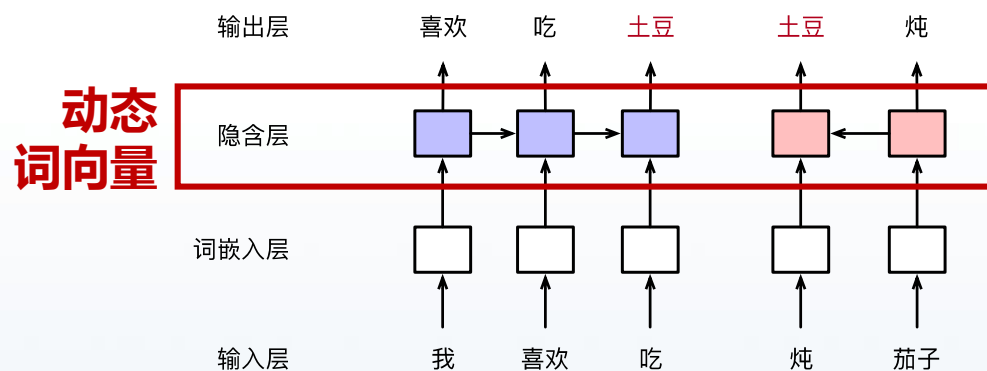 输出层 喜欢 吃 土豆 土豆 炖
动态
词向量
隐含层
词嵌入层
输入层 我 喜欢 吃 炖 茄子